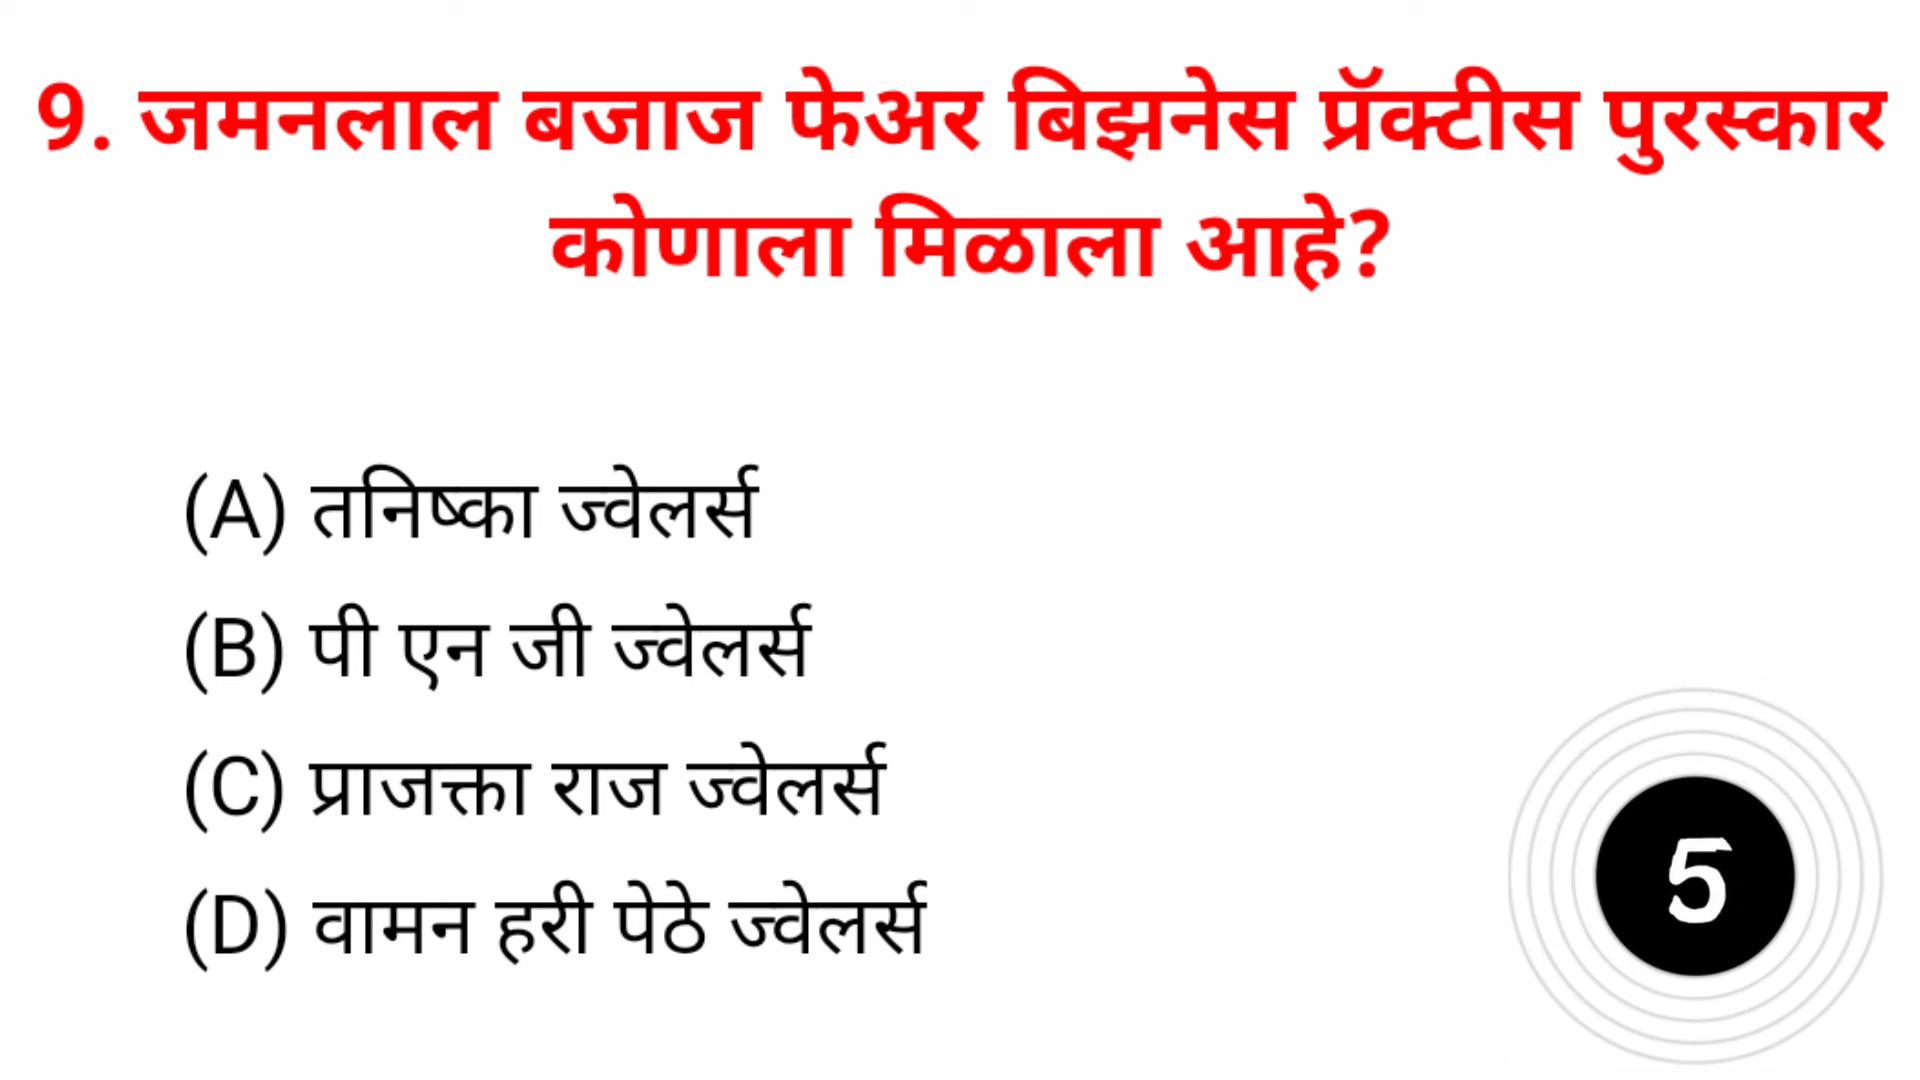 9. जमनलाल बजाज फेअर बिझनेस प्रॅक्टीस पुरस्कार
कोणाला मिळाला आहे?
(A) तनिष्का ज्वेलर्स
(B) पी एन जी ज्वेलर्स
(C) प्राजक्ता राज ज्वेलर्स
(D) वामन हरी पेठे ज्वेलर्स
5